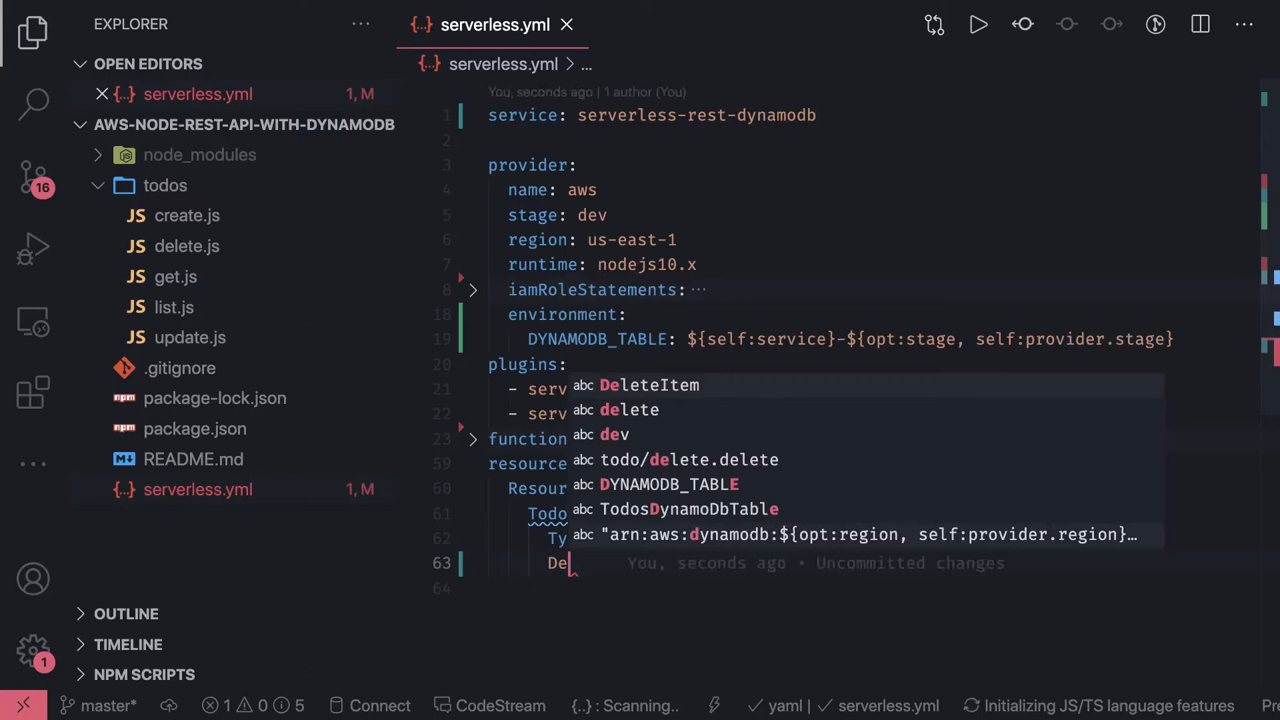 EXPLORER
serverless.yml
OPEN EDITORS
serverless.yml 1, M
AWS-NODE-REST-API-WITH-DYNAMODB
node_modules
todos
JS create.js
JS delete.js
JS get.js
JS list.js
JS update.js
.gitignore
npm package-lock.json
npm package.json
README.md
{..} serverless.yml 1, M
OUTLINE
TIMELINE
NPM SCRIPTS
16
1
{..} serverless.yml > ...
You, seconds ago | 1 author (You)
1 service: serverless-rest-dynamodb
2
3 provider:
4 name: aws
5 stage: dev
6 region: us-east-1
7 runtime: nodejs10.x
8 iamRoleStatements: ...
18 environment:
19 DYNAMODB_TABLE: ${self:service}-${opt:stage, self:provider.stage}
20 plugins:
21 - serv
22 - serv
23 function
59 resource
60 Resour
61 Todo
62 Ty
63 De You, seconds ago • Uncommitted changes
64
abc DeleteItem
abc delete
abc dev
abc todo/delete.delete
abc DYNAMODB_TABLE
abc TodosDynamoDbTable
abc "arn:aws:dynamodb:${opt:region, self:provider.region}…
master* 1 0 5 Connect CodeStream {..} : Scanning.. yaml | serverless.yml Initializing JS/TS language features